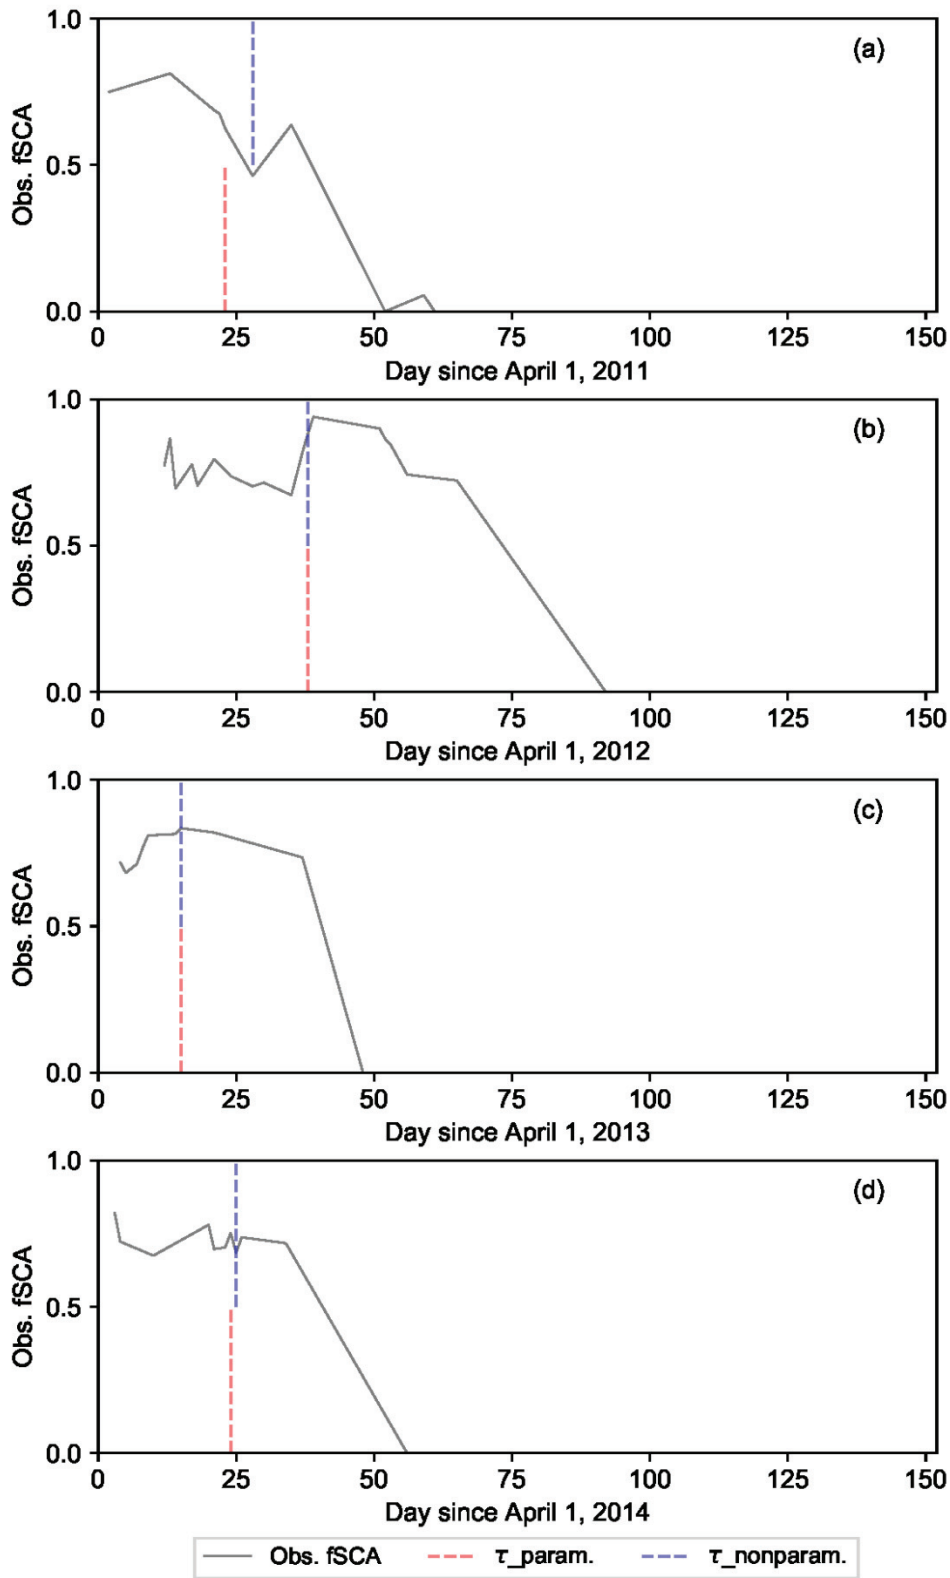 (a)
1.0
0.5
0.0
Obs. fSCA
0 25 50 75 100 125 150
Day since April 1, 2011
(b)
1.0
0.5
0.0
Obs. fSCA
0 25 50 75 100 125 150
Day since April 1, 2012
(c)
1.0
0.5
0.0
Obs. fSCA
0 25 50 75 100 125 150
Day since April 1, 2013
(d)
1.0
0.5
0.0
Obs. fSCA
0 25 50 75 100 125 150
Day since April 1, 2014
Obs. fSCA τ_param. τ_nonparam.